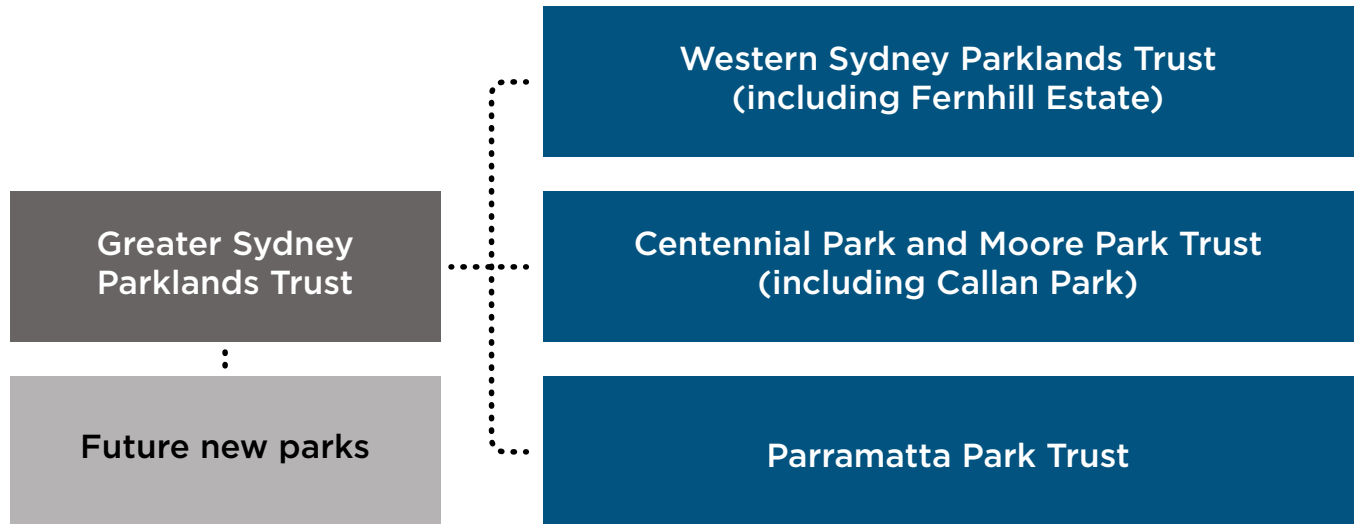 Western Sydney Parklands Trust
(including Fernhill Estate)
Greater Sydney
Parklands Trust
Centennial Park and Moore Park Trust
(including Callan Park)
Future new parks
Parramatta Park Trust